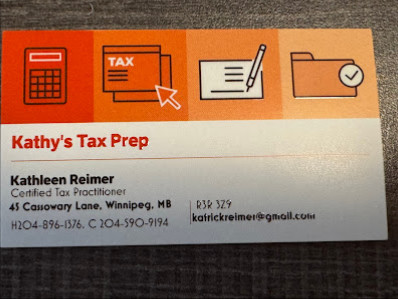 TAX
Kathy's Tax Prep
Kathleen Reimer
Certified Tax Practitioner
45 Cassowary Lane, Winnipeg, MB
R3R 3Z9
H204-896-1376. C 204-590-9194
katrickreimer@gmail.com